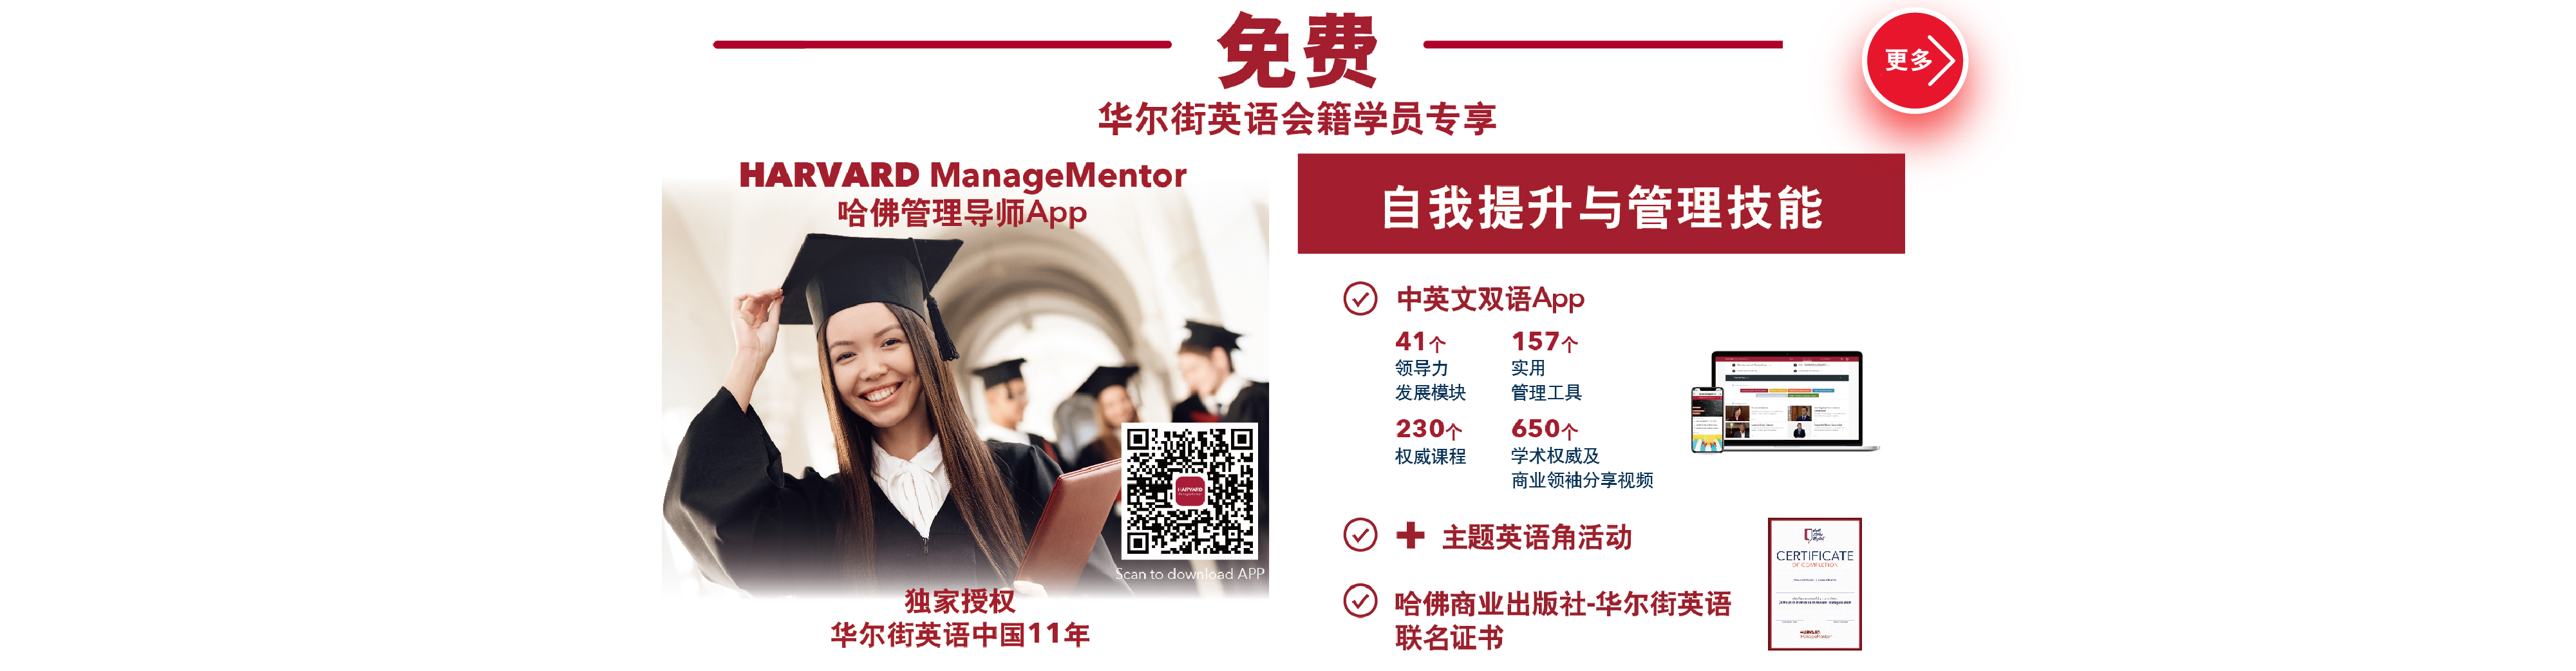 免费
更多
华尔街英语会籍学员专享
HARVARD ManageMentor
哈佛管理导师App
自我提升与管理技能
中英文双语App
41个
领导力
发展模块
157个
实用
管理工具
230个
权威课程
650个
学术权威及
商业领袖分享视频
HARVARD
Scan to download APP
+ 主题英语角活动
独家授权
华尔街英语中国11年
哈佛商业出版社-华尔街英语
联名证书
CERTIFICATE
OF COMPLETION
HARVARD
ManageMentor